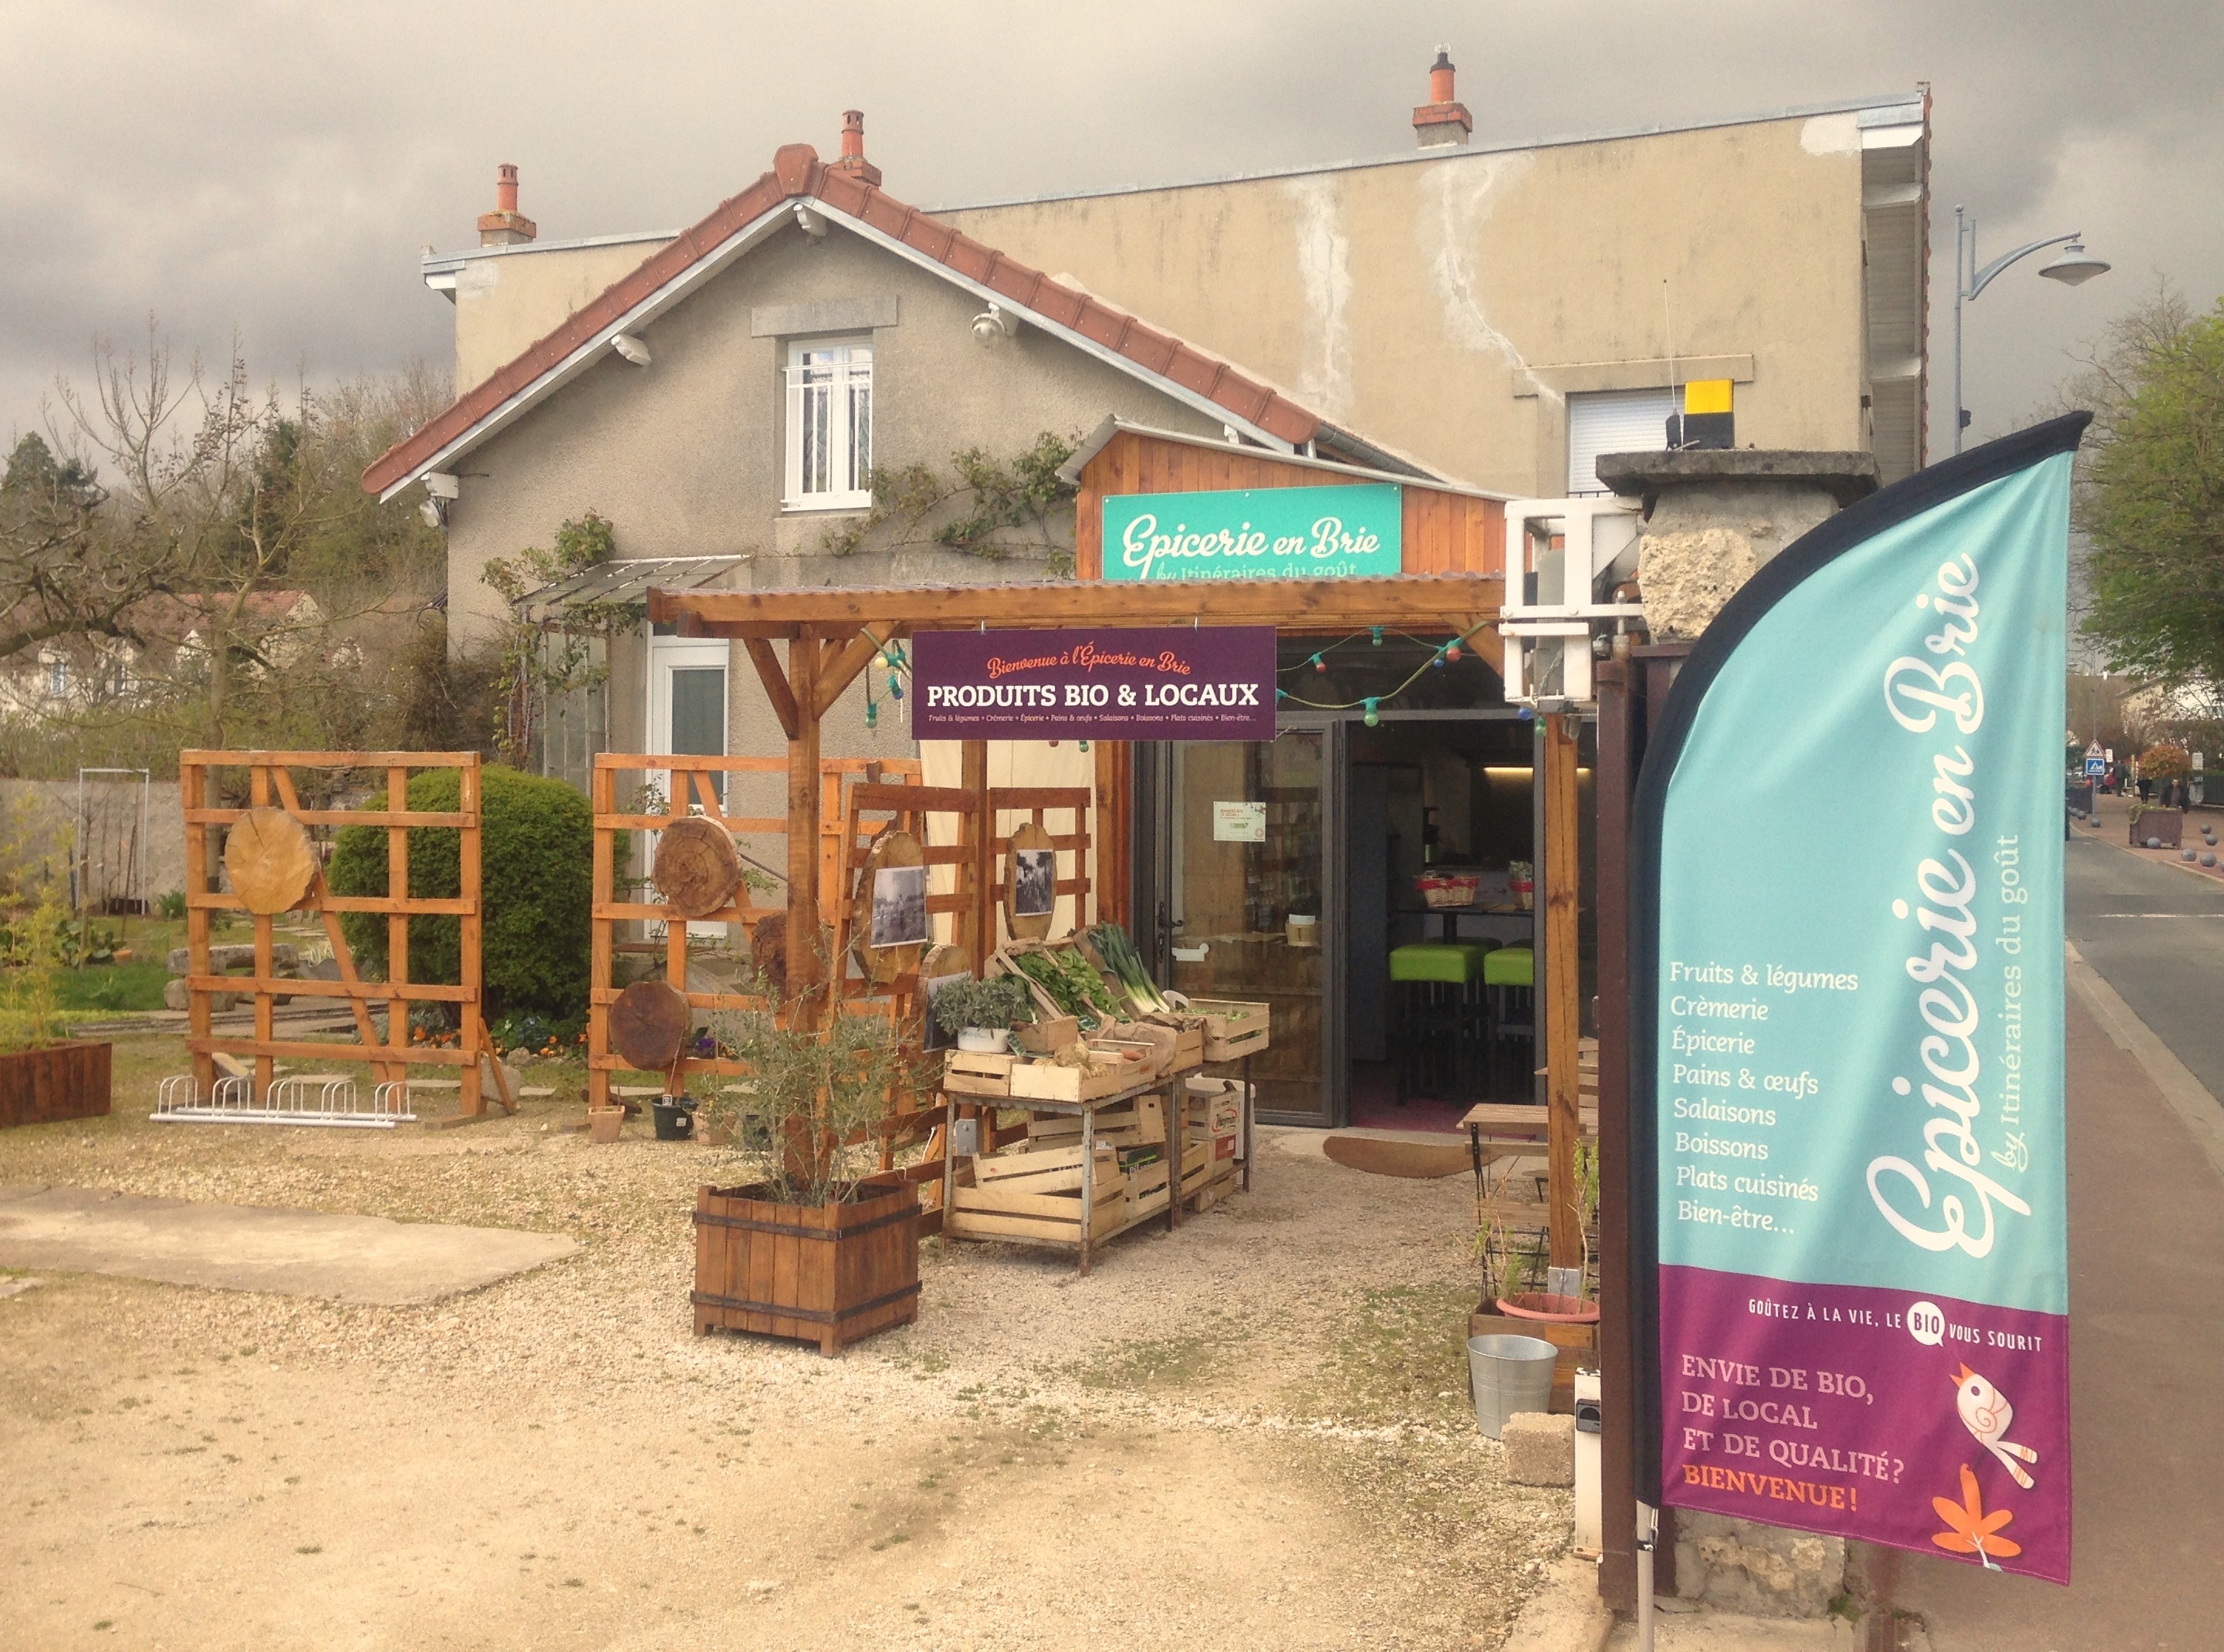 Epicerie en Brie
by Itinéraires du goût
Bienvenue à l'Épicerie en Brie
PRODUITS BIO & LOCAUX
Fruits & légumes • Crèmerie • Épicerie • Pains & œufs • Salaisons • Boissons • Plats cuisinés • Bien-être...
Epicerie en Brie
by Itinéraires du goût
Fruits & légumes
Crèmerie
Épicerie
Pains & œufs
Salaisons
Boissons
Plats cuisinés
Bien-être...
GOÛTEZ À LA VIE, LE BIO VOUS SOURIT
ENVIE DE BIO,
DE LOCAL
ET DE QUALITÉ?
BIENVENUE!